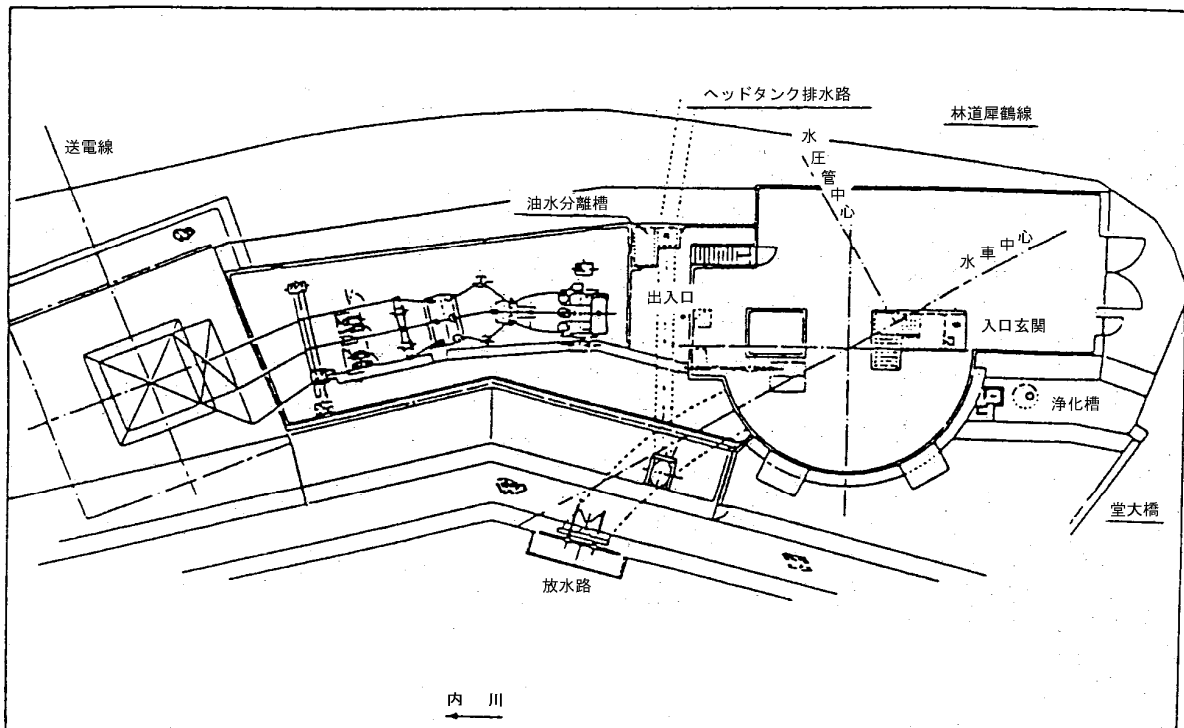 ヘッドタンク排水路
林道犀鶴線
送電線
水圧管中心
油水分離槽
水車中心
出入口
入口玄関
浄化槽
堂大橋
放水路
内 川